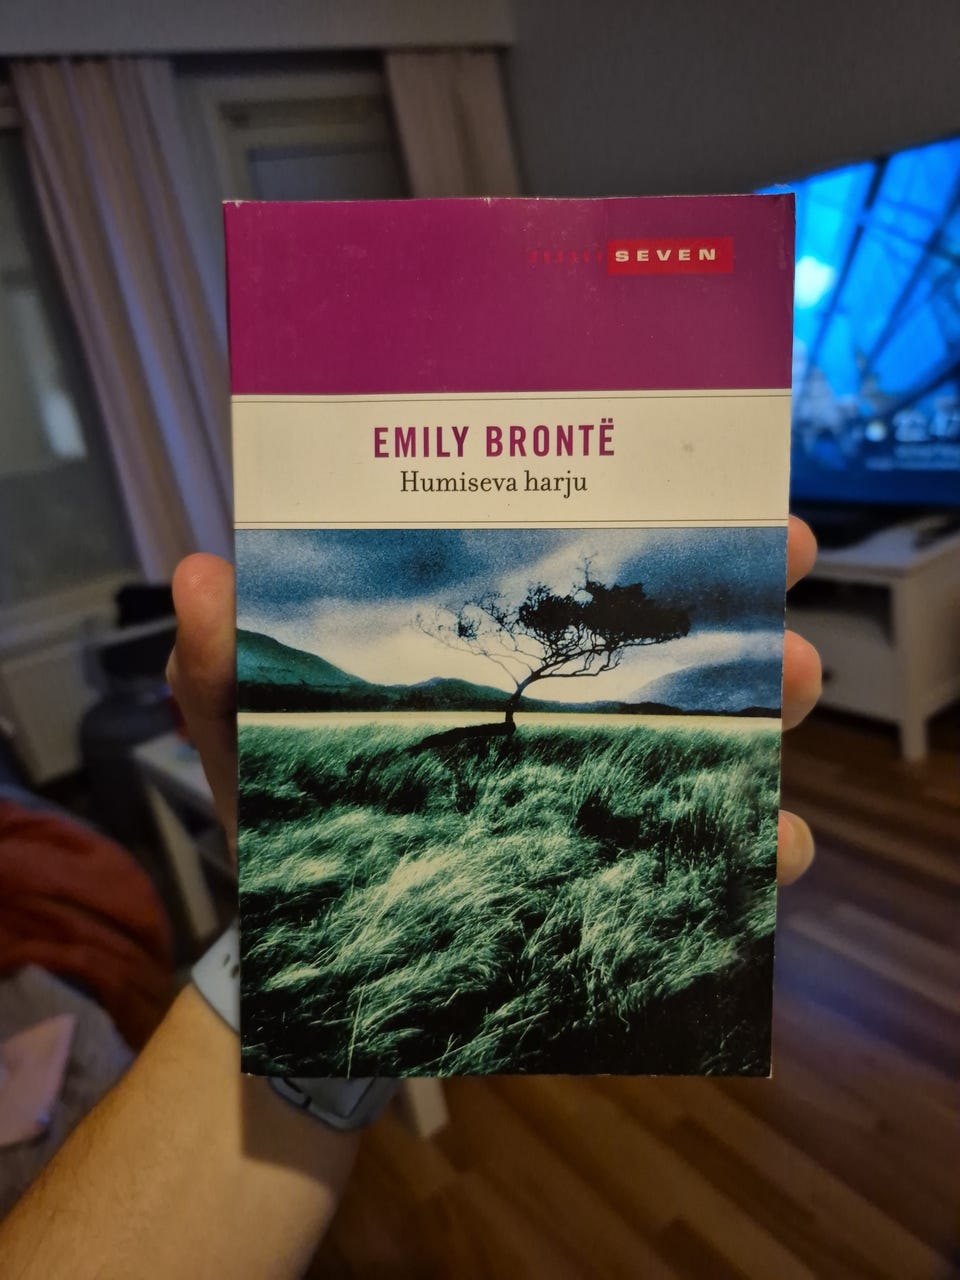 SEVEN
EMILY BRONTË
Humiseva harju